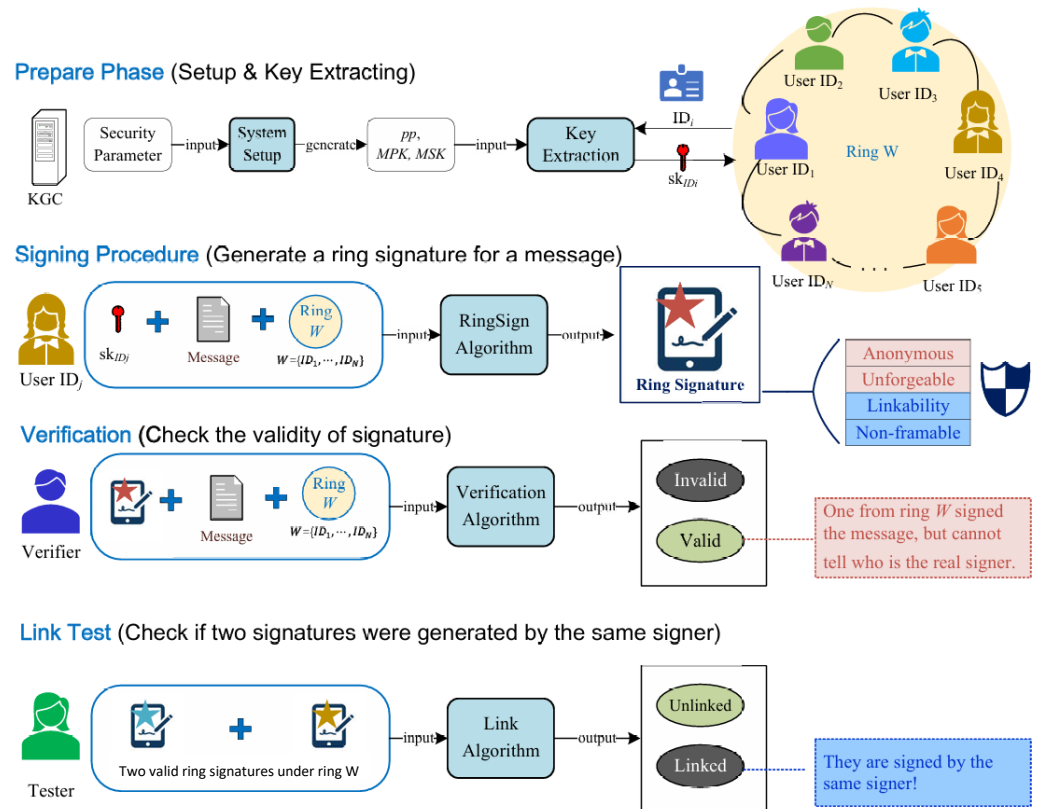 Prepare Phase (Setup & Key Extracting)
KGC
Security
Parameter
input
System
Setup
generate
pp,
MPK, MSK
input
Key
Extraction
IDi
skIDi
User ID1
User ID2
User ID3
User ID4
User ID5
. . .
User IDN
Ring W
Signing Procedure (Generate a ring signature for a message)
User IDj
skIDj
Message
Ring
W
W={ID1,⋯,IDN}
input
RingSign
Algorithm
output
Ring Signature
Anonymous
Unforgeable
Linkability
Non-framable
Verification (Check the validity of signature)
Verifier
Message
Ring
W
W={ID1,⋯,IDN}
input
Verification
Algorithm
output
Invalid
Valid
One from ring W signed
the message, but cannot
tell who is the real signer.
Link Test (Check if two signatures were generated by the same signer)
Tester
Two valid ring signatures under ring W
input
Link
Algorithm
output
Unlinked
Linked
They are signed by the
same signer!